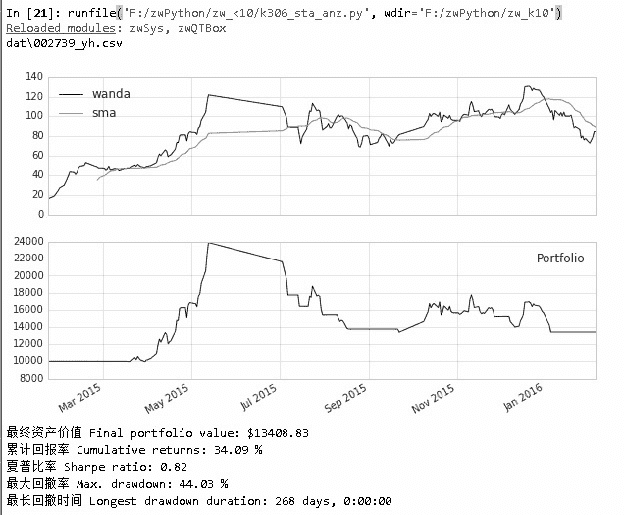 In [21]: runfile('F:/zwPython/zw_k10/k306_sta_anz.py', wdir='F:/zwPython/zw_k10')
Reloaded modules: zwSys, zwQTBox
dat\002739_yh.csv
140
120
100
80
60
40
20
0
wanda
sma
24000
22000
20000
18000
16000
14000
12000
10000
8000
Portfolio
Mar 2015
May 2015
Jul 2015
Sep 2015
Nov 2015
Jan 2016
最终资产价值 Final portfolio value: $13408.83
累计回报率 Cumulative returns: 34.09 %
夏普比率 Sharpe ratio: 0.82
最大回撤率 Max. drawdown: 44.03 %
最长回撤时间 Longest drawdown duration: 268 days, 0:00:00